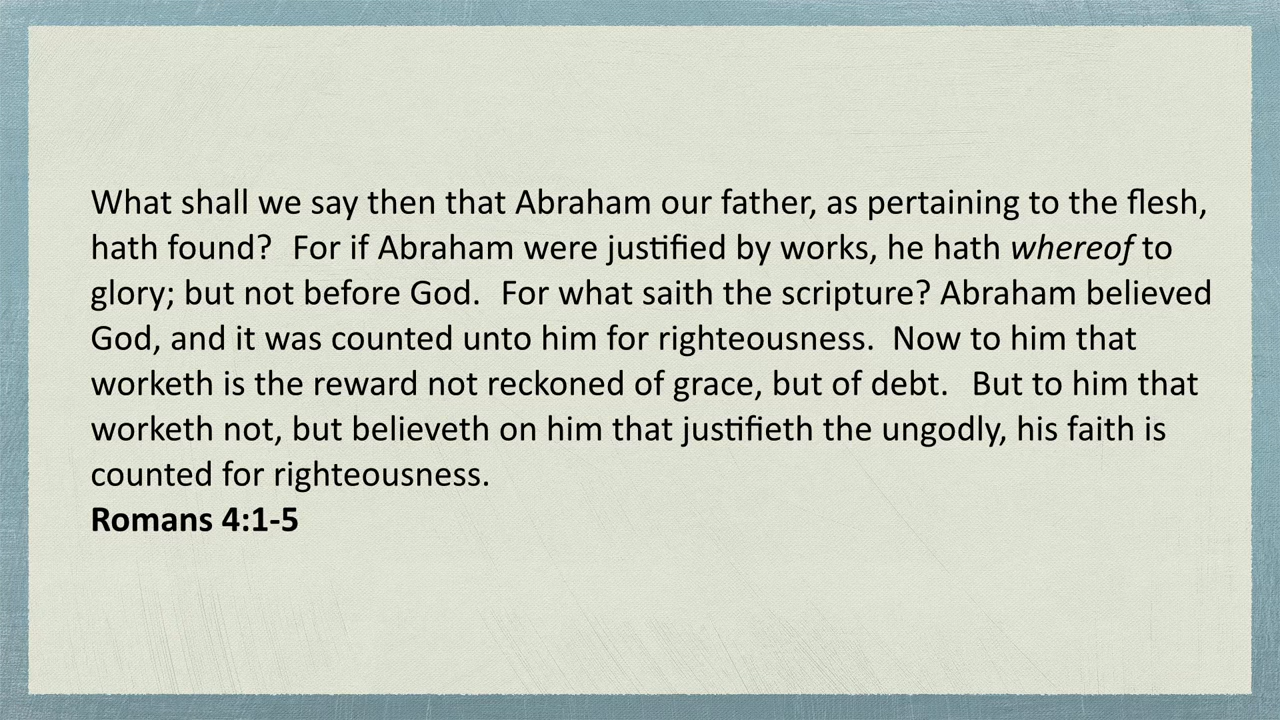 What shall we say then that Abraham our father, as pertaining to the flesh,
hath found?  For if Abraham were justified by works, he hath whereof to
glory; but not before God.  For what saith the scripture? Abraham believed
God, and it was counted unto him for righteousness.  Now to him that
worketh is the reward not reckoned of grace, but of debt.  But to him that
worketh not, but believeth on him that justifieth the ungodly, his faith is
counted for righteousness.
Romans 4:1-5